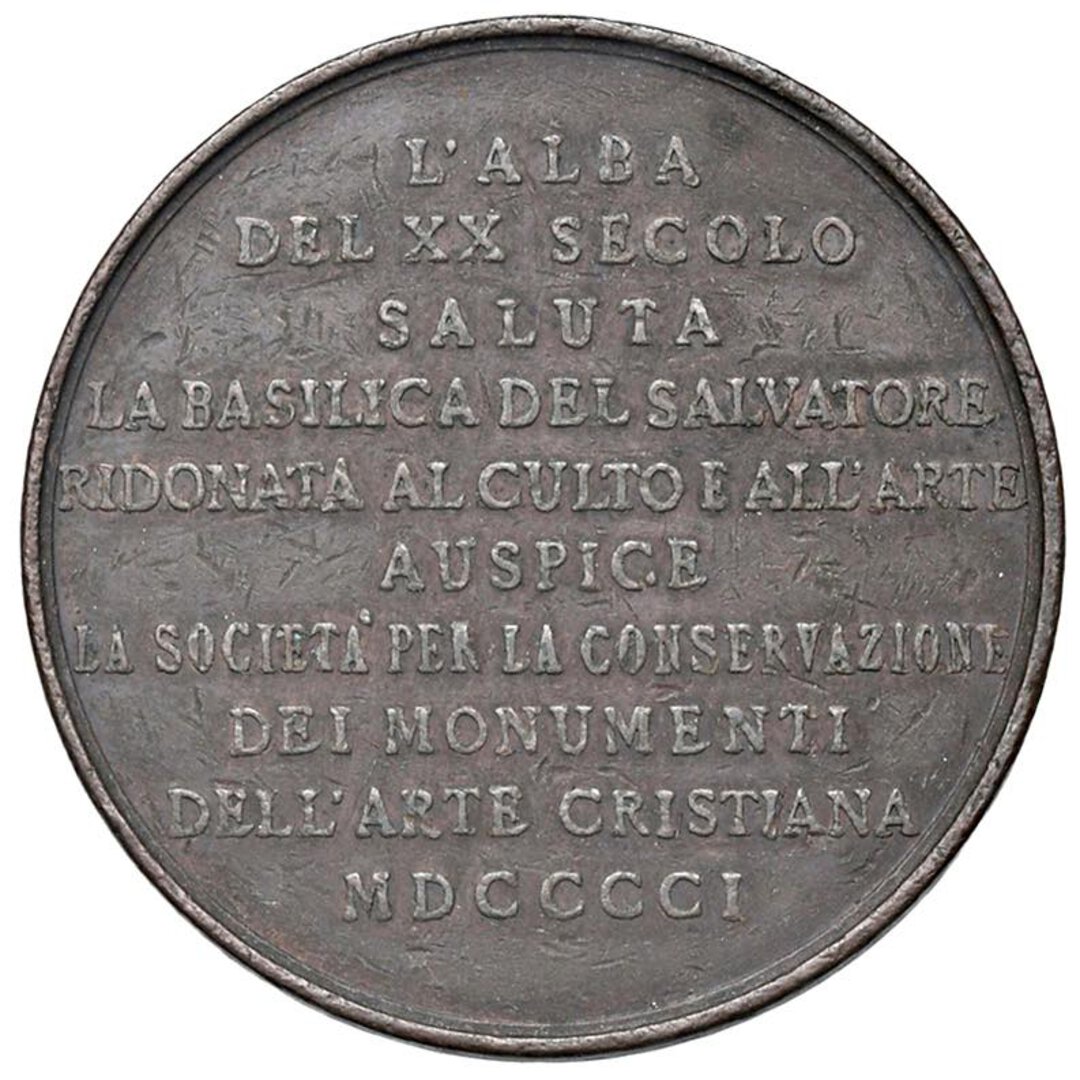 L'ALBA
DEL XX SECOLO
SALUTA
LA BASILICA DEL SALVATORE
RIDONATA AL CULTO E ALL'ARTE
AUSPICE
LA SOCIETÀ PER LA CONSERVAZIONE
DEI MONUMENTI
DELL'ARTE CRISTIANA
MDCCCCI